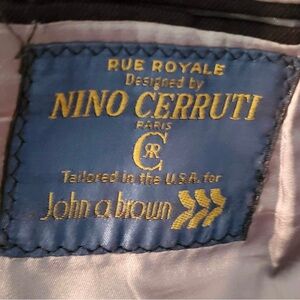 RUE ROYALE
Designed by
NINO CERRUTI
PARIS
CR
Tailored in the U.S.A. for
John a. brown